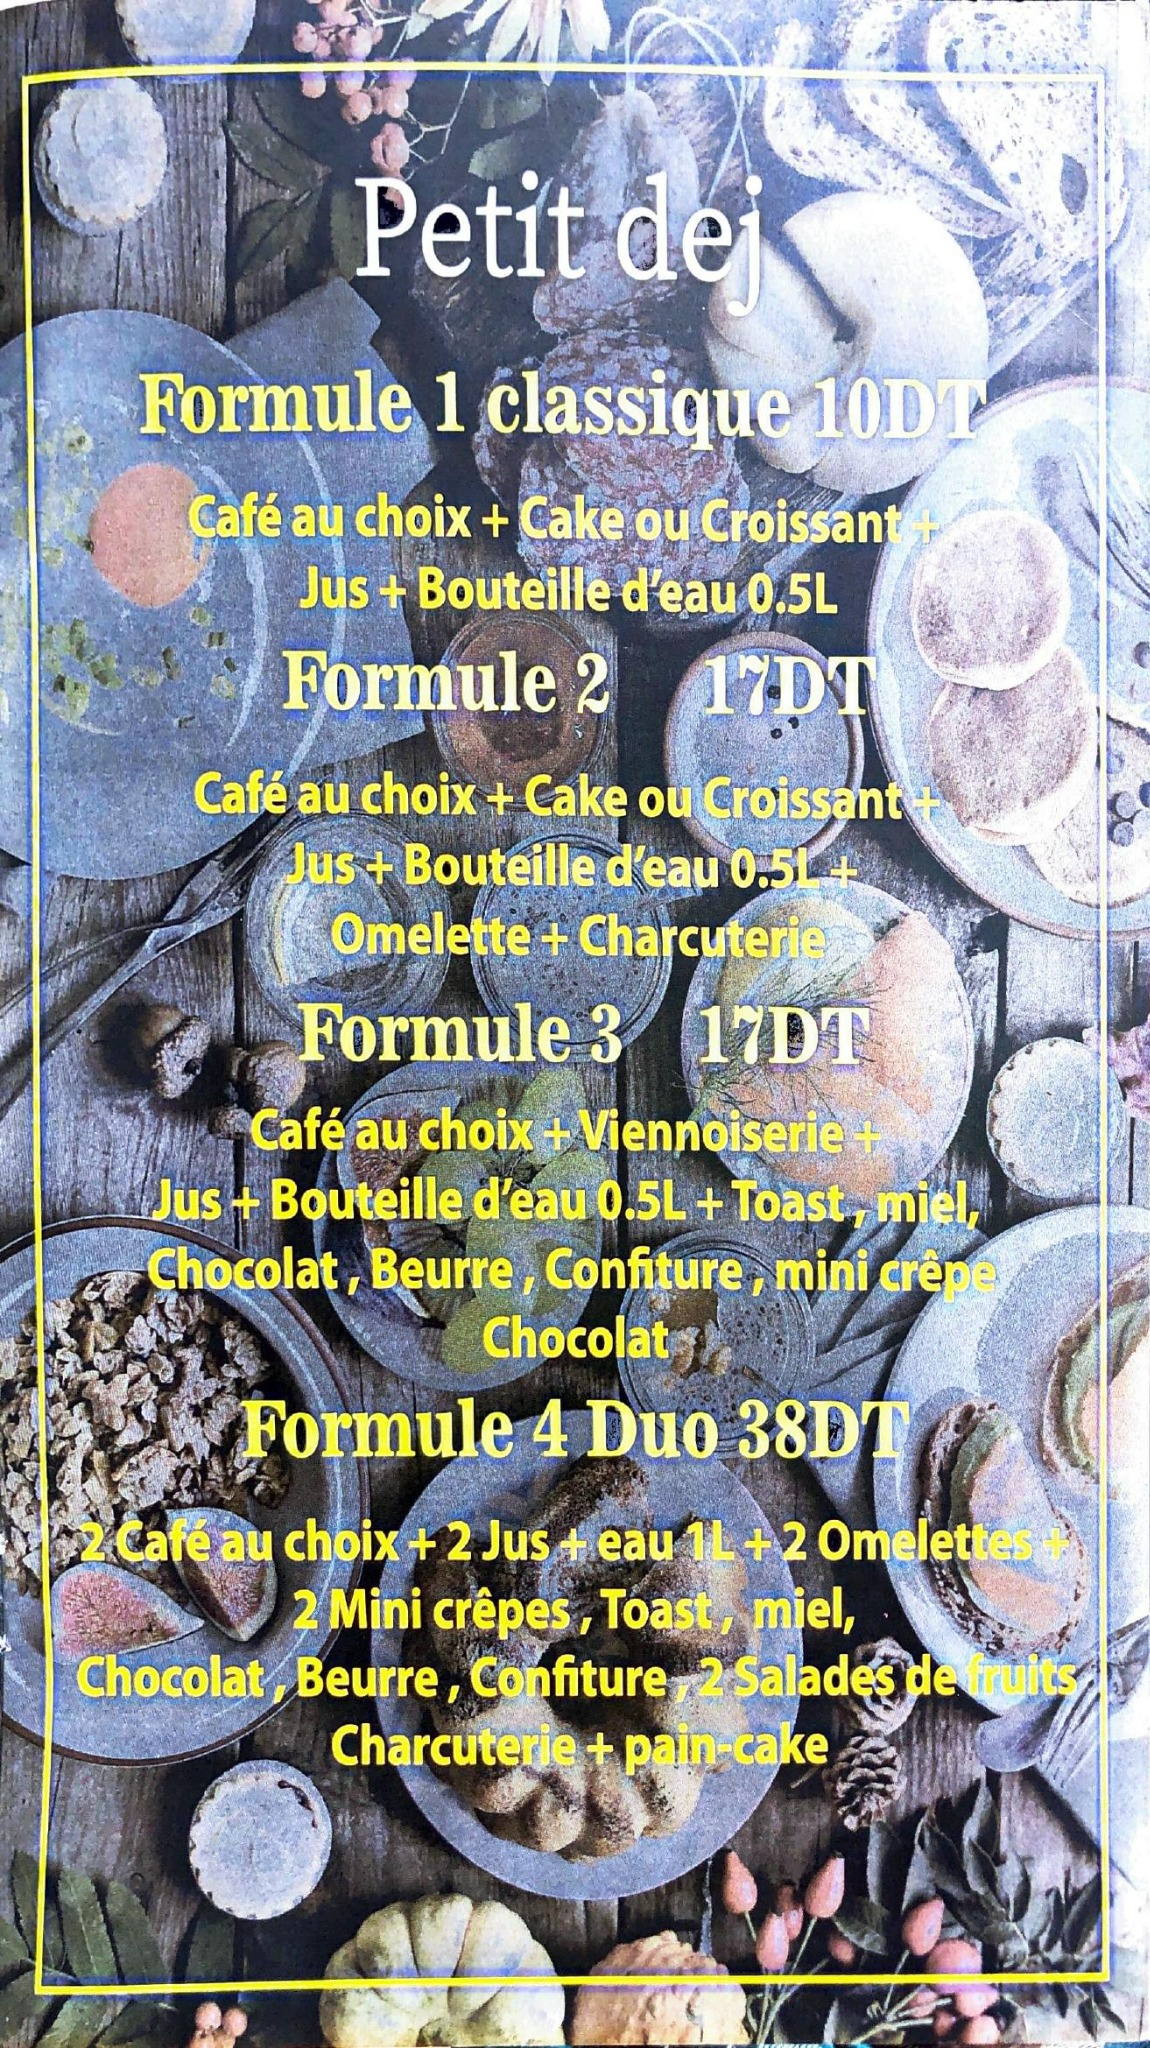 Petit dej
Formule 1 classique 10DT
Café au choix + Cake ou Croissant +
Jus + Bouteille d'eau 0.5L
Formule 2 17DT
Café au choix + Cake ou Croissant +
Jus + Bouteille d'eau 0.5L +
Omelette + Charcuterie
Formule 3 17DT
Café au choix + Viennoiserie +
Jus + Bouteille d'eau 0.5L + Toast , miel,
Chocolat , Beurre , Confiture , mini crêpe
Chocolat
Formule 4 Duo 38DT
2 Café au choix + 2 Jus + eau 1L + 2 Omelettes +
2 Mini crêpes , Toast , miel,
Chocolat , Beurre , Confiture , 2 Salades de fruits
Charcuterie + pain-cake